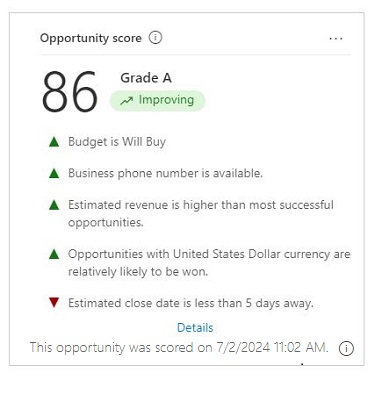 Opportunity score
86
Grade A
Improving
Budget is Will Buy
Business phone number is available.
Estimated revenue is higher than most successful
opportunities.
Opportunities with United States Dollar currency are
relatively likely to be won.
Estimated close date is less than 5 days away.
Details
This opportunity was scored on 7/2/2024 11:02 AM.